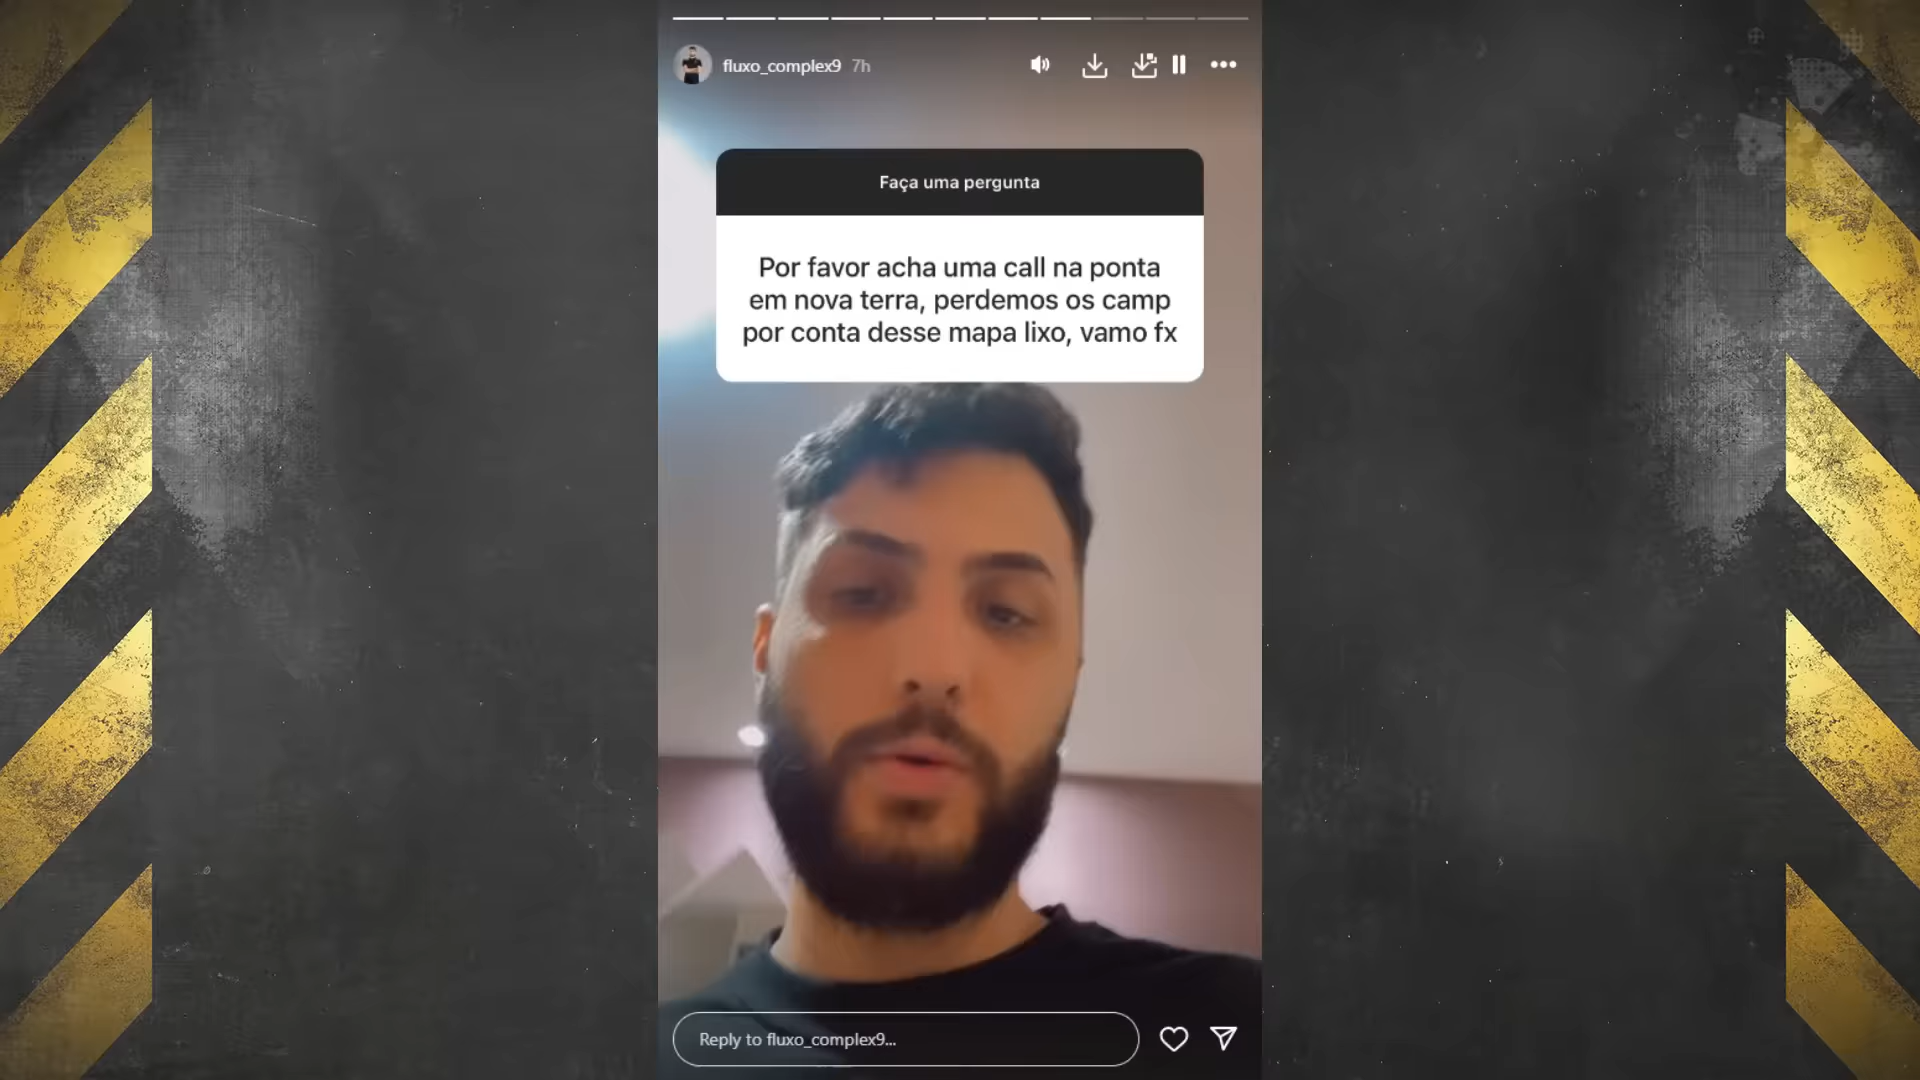 fluxo_complex9 7h
Faça uma pergunta
Por favor acha uma call na ponta
em nova terra, perdemos os camp
por conta desse mapa lixo, vamo fx
Reply to fluxo_complex9...